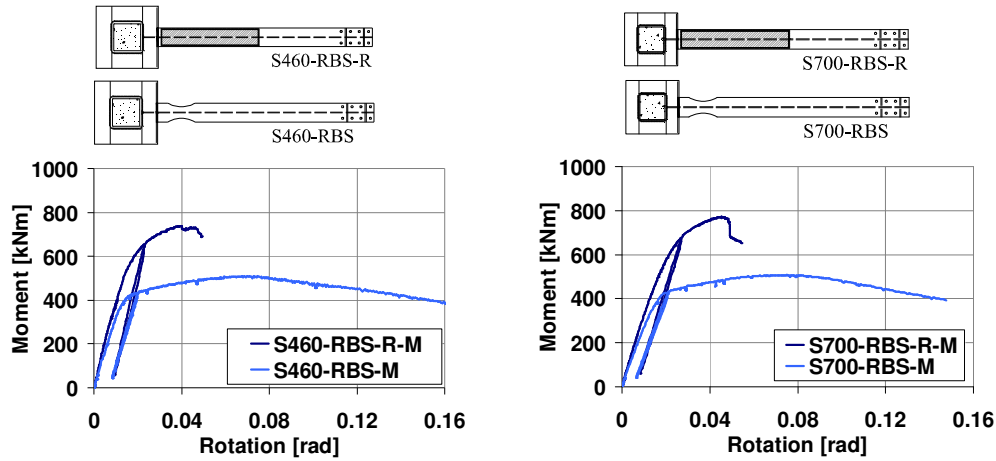 S460-RBS-R
S460-RBS
1000
800
600
400
200
0
Moment [kNm]
S460-RBS-R-M
S460-RBS-M
0
0.04
0.08
0.12
0.16
Rotation [rad]
S700-RBS-R
S700-RBS
1000
800
600
400
200
0
Moment [kNm]
S700-RBS-R-M
S700-RBS-M
0
0.04
0.08
0.12
0.16
Rotation [rad]